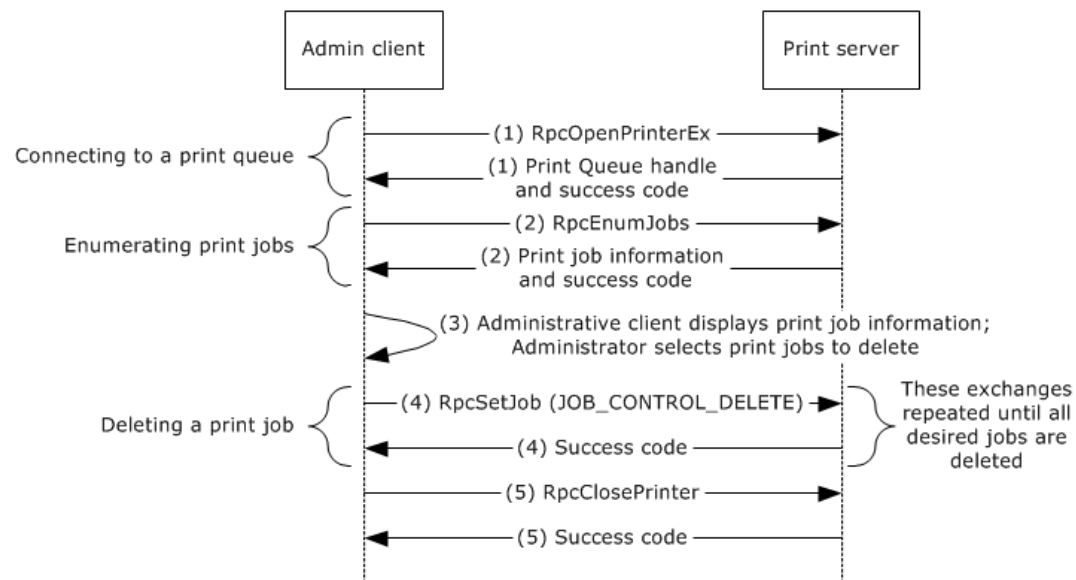 Admin client
Print server
Connecting to a print queue
(1) RpcOpenPrinterEx
(1) Print Queue handle
and success code
Enumerating print jobs
(2) RpcEnumJobs
(2) Print job information
and success code
(3) Administrative client displays print job information;
Administrator selects print jobs to delete
Deleting a print job
(4) RpcSetJob (JOB_CONTROL_DELETE)
(4) Success code
These exchanges
repeated until all
desired jobs are
deleted
(5) RpcClosePrinter
(5) Success code